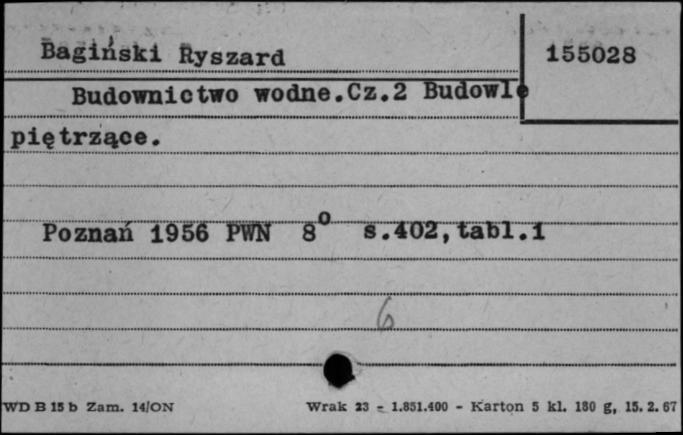 Bagiński Ryszard 155028
Budownictwo wodne.Cz.2 Budowle
piętrzące.
Poznań 1956 PWN 8° s.402,tabl.1
6
WD B 15 b Zam. 14/ON Wrak 23 - 1.851.400 - Karton 5 kl. 180 g, 15. 2. 67